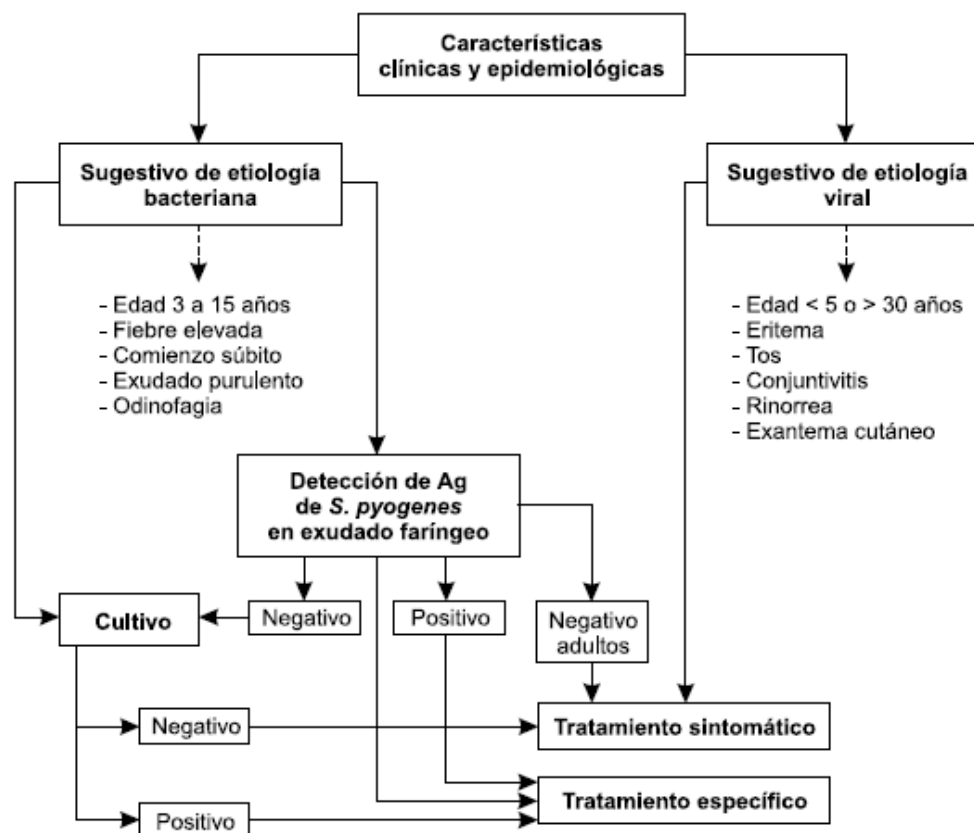 Características
clínicas y epidemiológicas
Sugestivo de etiología
bacteriana
Sugestivo de etiología
viral
- Edad 3 a 15 años
- Fiebre elevada
- Comienzo súbito
- Exudado purulento
- Odinofagia
- Edad < 5 o > 30 años
- Eritema
- Tos
- Conjuntivitis
- Rinorrea
- Exantema cutáneo
Detección de Ag
de S. pyogenes
en exudado faríngeo
Cultivo
Negativo
Positivo
Negativo
adultos
Negativo
Tratamiento sintomático
Positivo
Tratamiento específico